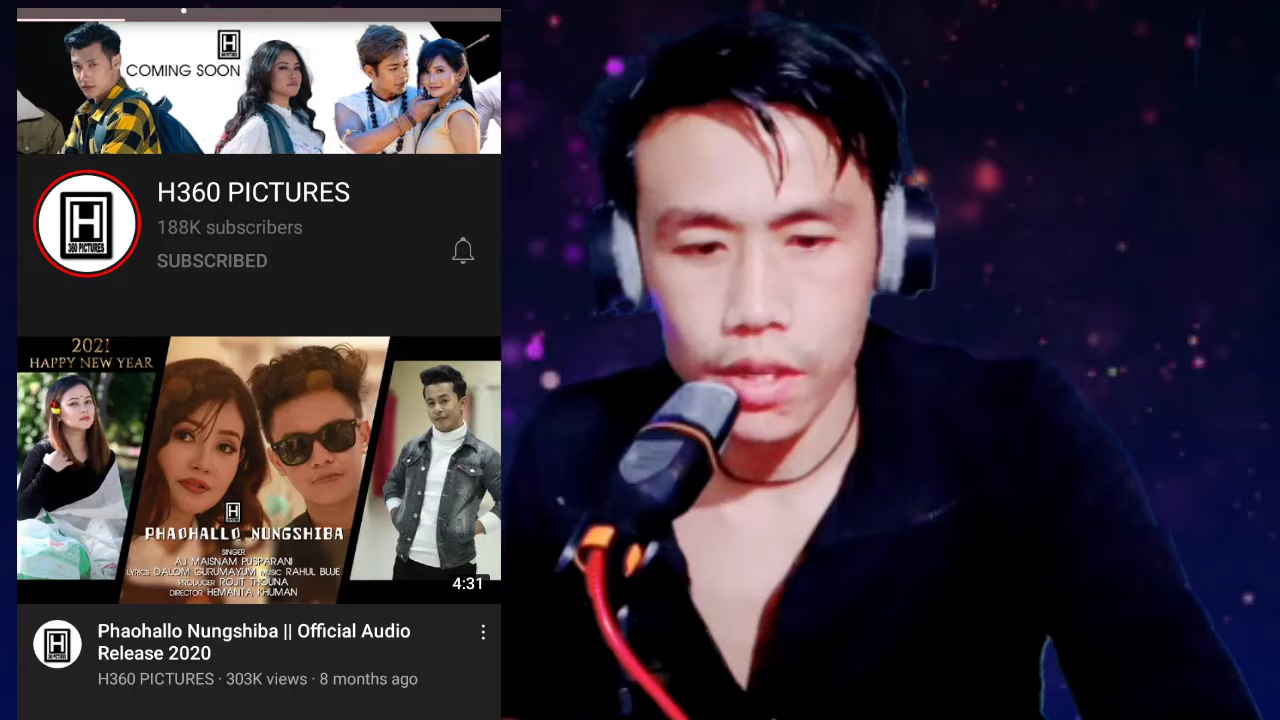 H
COMING SOON
H
360 PICTURES
H360 PICTURES
188K subscribers
SUBSCRIBED
2021
HAPPY NEW YEAR
H
PHAOHALLO NUNGSHIBA
SINGER
AJ MAISNAM PUSPARANI
LYRICS DALOM GURUMAYUM MUSIC RAHUL BLUE
PRODUCER ROJIT THOUNA
DIRECTOR HEMANTA KHUMAN
4:31
H
Phaohallo Nungshiba || Official Audio
Release 2020
H360 PICTURES · 303K views · 8 months ago